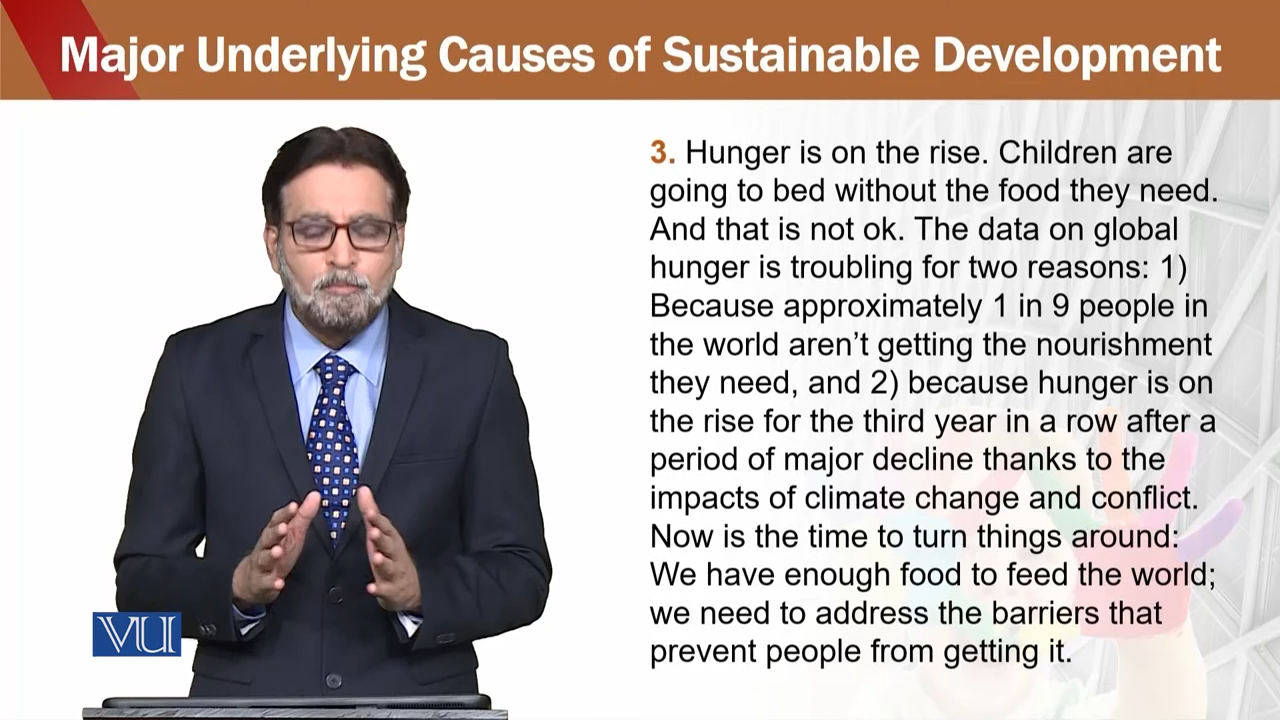 Major Underlying Causes of Sustainable Development
3. Hunger is on the rise. Children are
going to bed without the food they need.
And that is not ok. The data on global
hunger is troubling for two reasons: 1)
Because approximately 1 in 9 people in
the world aren’t getting the nourishment
they need, and 2) because hunger is on
the rise for the third year in a row after a
period of major decline thanks to the
impacts of climate change and conflict.
Now is the time to turn things around:
We have enough food to feed the world;
we need to address the barriers that
prevent people from getting it.
VU